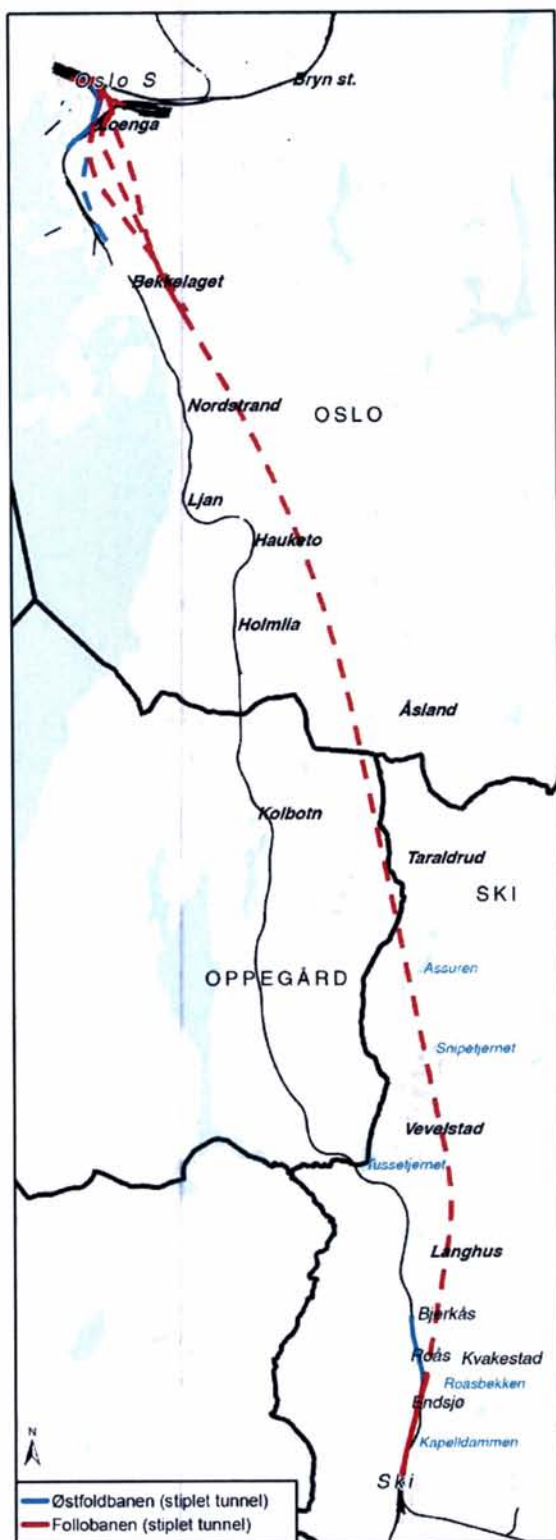 Oslo S
Bryn st.
Loenga
Bekkelaget
Nordstrand
OSLO
Ljan
Hauketo
Holmlia
Åsland
Kolbotn
Taraldrud
SKI
Assuren
OPPEGÅRD
Snipetjernet
Vevelstad
Tussetjernet
Langhus
Bjerkås
Roås Kvakestad
Roasbekken
Endsjø
Kapelldammen
N
Ski
Østfoldbanen (stiplet tunnel)
Follobanen (stiplet tunnel)